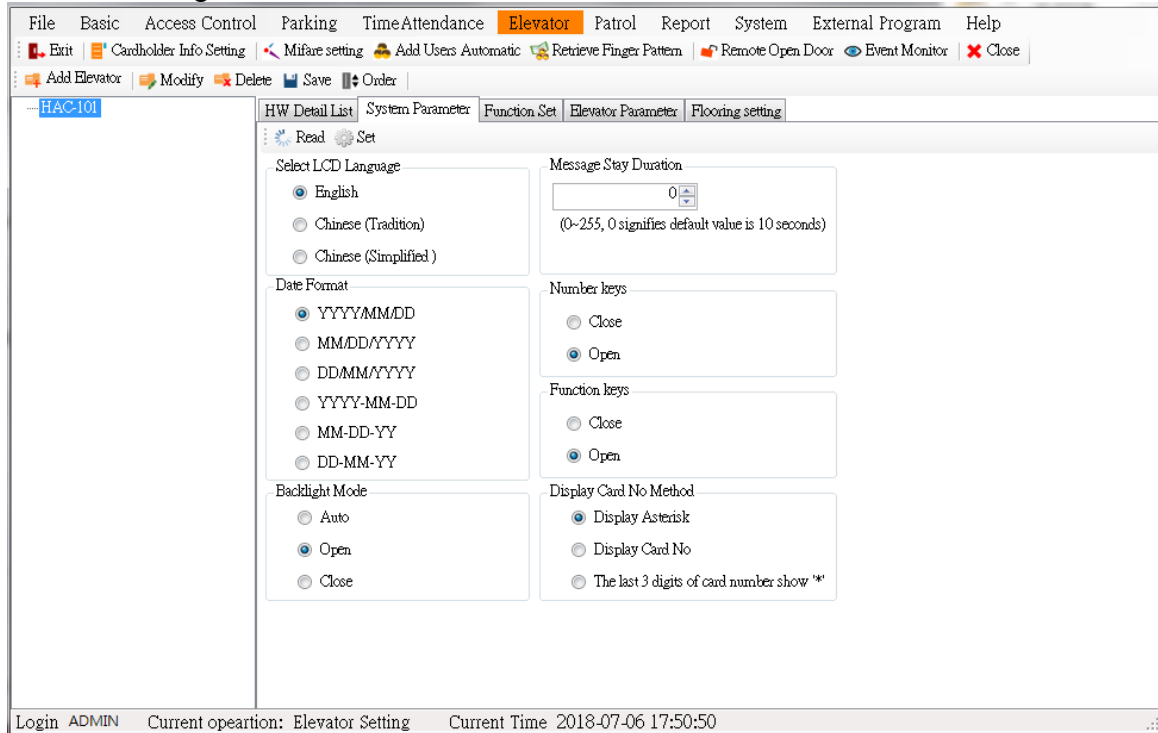 File Basic Access Control Parking TimeAttendance Elevator Patrol Report System External Program Help
Exit Cardholder Info Setting Mifare setting Add Users Automatic Retrieve Finger Pattern Remote Open Door Event Monitor Close
Add Elevator Modify Delete Save Order
HAC-101
HW Detail List System Parameter Function Set Elevator Parameter Flooring setting
Read Set
Select LCD Language
English
Chinese (Tradition)
Chinese (Simplified )
Date Format
YYYY/MM/DD
MM/DD/YYYY
DD/MM/YYYY
YYYY-MM-DD
MM-DD-YY
DD-MM-YY
Backlight Mode
Auto
Open
Close
Message Stay Duration
0
(0~255, 0 signifies default value is 10 seconds)
Number keys
Close
Open
Function keys
Close
Open
Display Card No Method
Display Asterisk
Display Card No
The last 3 digits of card number show '*'
Login ADMIN Current opeartion: Elevator Setting Current Time 2018-07-06 17:50:50